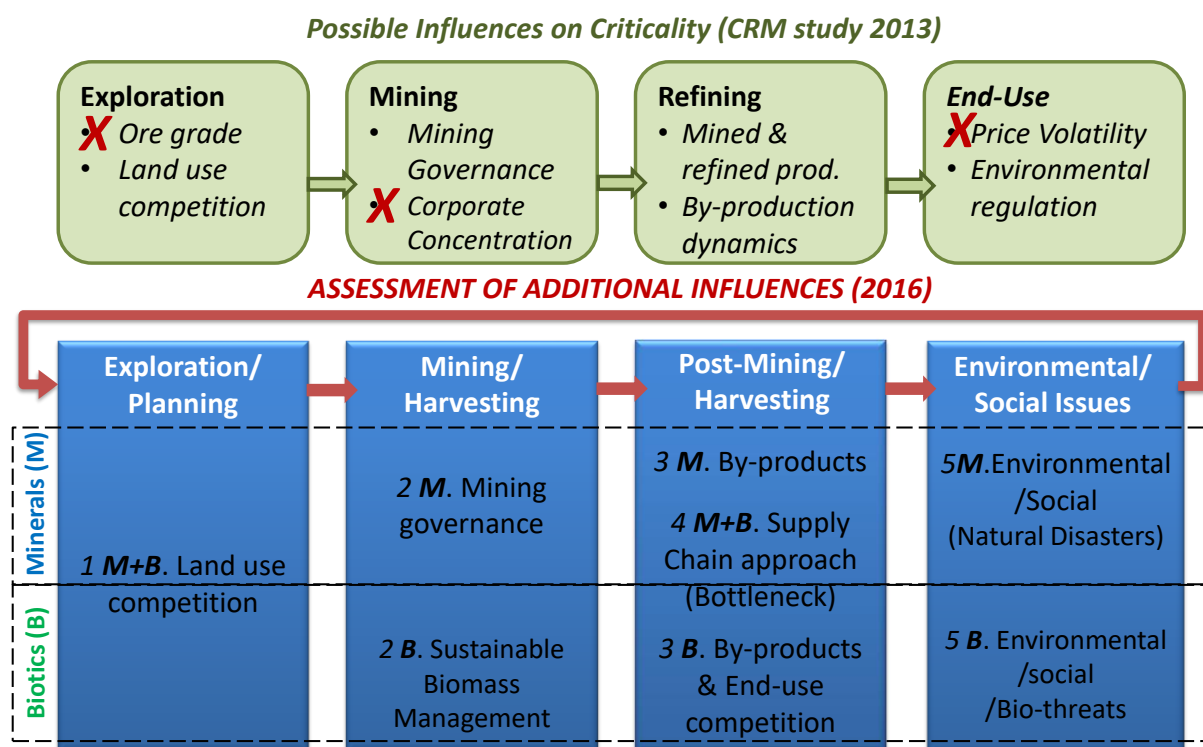 Possible Influences on Criticality (CRM study 2013)
Exploration
X Ore grade
• Land use
competition
Mining
• Mining
Governance
X Corporate
Concentration
Refining
• Mined &
refined prod.
• By-production
dynamics
End-Use
X Price Volatility
• Environmental
regulation
ASSESSMENT OF ADDITIONAL INFLUENCES (2016)
Exploration/
Planning
Mining/
Harvesting
Post-Mining/
Harvesting
Environmental/
Social Issues
Minerals (M)
Biotics (B)
1 M+B. Land use
competition
2 M. Mining
governance
2 B. Sustainable
Biomass
Management
3 M. By-products
4 M+B. Supply
Chain approach
(Bottleneck)
3 B. By-products
& End-use
competition
5M.Environmental
/Social
(Natural Disasters)
5 B. Environmental
/social
/Bio-threats